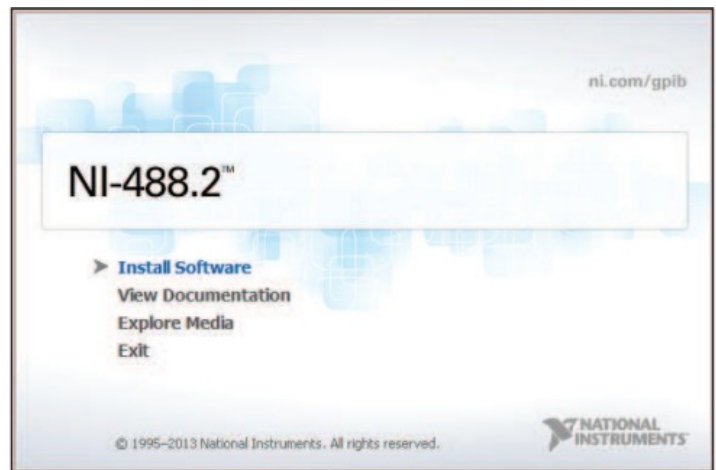 ni.com/gpib
NI-488.2™
Install Software
View Documentation
Explore Media
Exit
© 1995–2013 National Instruments. All rights reserved.
NATIONAL
INSTRUMENTS™